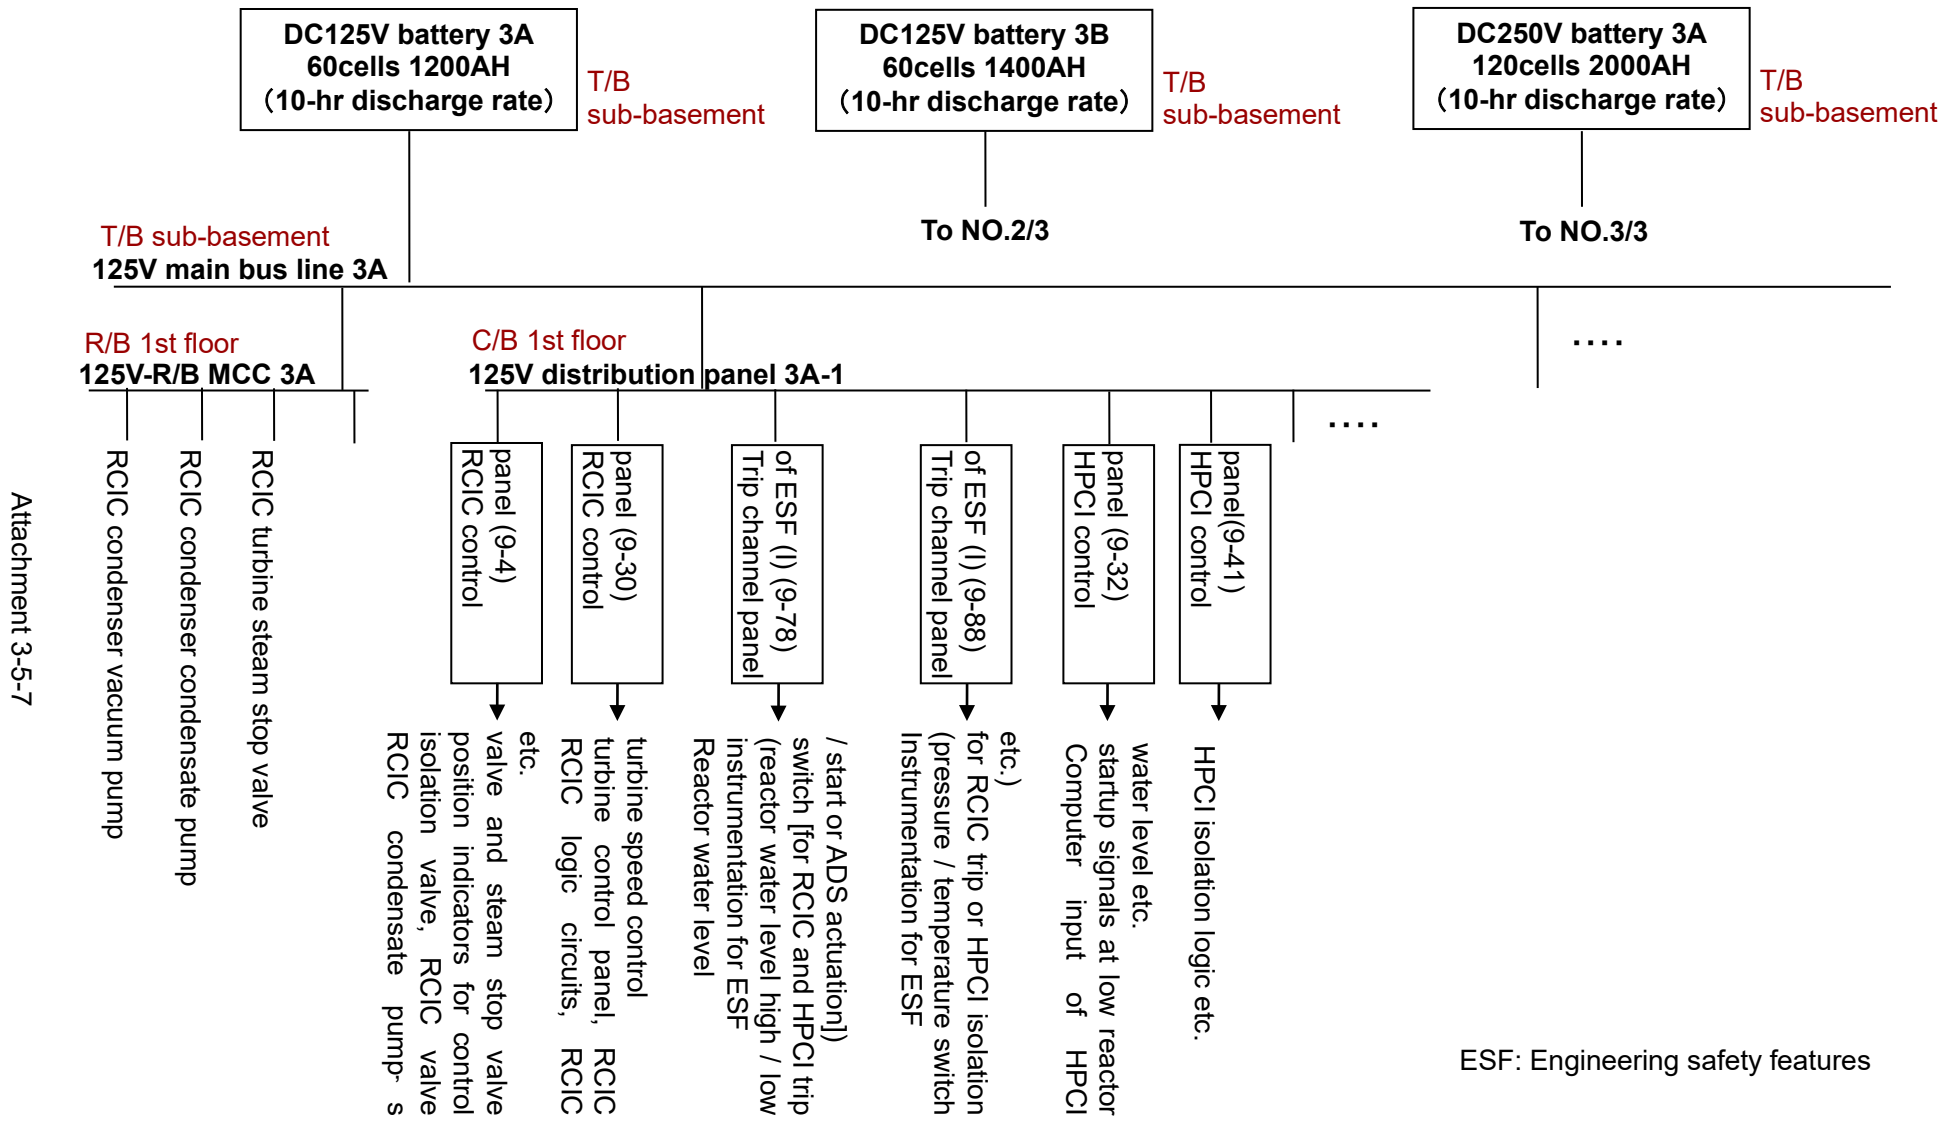 DC125V battery 3A
60cells 1200AH
（10-hr discharge rate）
T/B
sub-basement
DC125V battery 3B
60cells 1400AH
（10-hr discharge rate）
T/B
sub-basement
DC250V battery 3A
120cells 2000AH
（10-hr discharge rate）
T/B
sub-basement
To NO.2/3
To NO.3/3
T/B sub-basement
125V main bus line 3A
R/B 1st floor
125V-R/B MCC 3A
C/B 1st floor
125V distribution panel 3A-1
....
....
RCIC condenser vacuum pump
RCIC condenser condensate pump
RCIC turbine steam stop valve
RCIC control
panel (9-4)
RCIC control
panel (9-30)
Trip channel panel
of ESF (I) (9-78)
Trip channel panel
of ESF (I) (9-88)
HPCI control
panel (9-32)
HPCI control
panel(9-41)
RCIC condensate pump- s
isolation valve, RCIC valve
position indicators for control
valve and steam stop valve
etc.
RCIC logic circuits, RCIC
turbine control panel, RCIC
turbine speed control
Reactor water level
instrumentation for ESF
(reactor water level high / low
switch [for RCIC and HPCI trip
/ start or ADS actuation])
Instrumentation for ESF
(pressure / temperature switch
for RCIC trip or HPCI isolation
etc.)
Computer input of HPCI
startup signals at low reactor
water level etc.
HPCI isolation logic etc.
ESF: Engineering safety features
Attachment 3-5-7